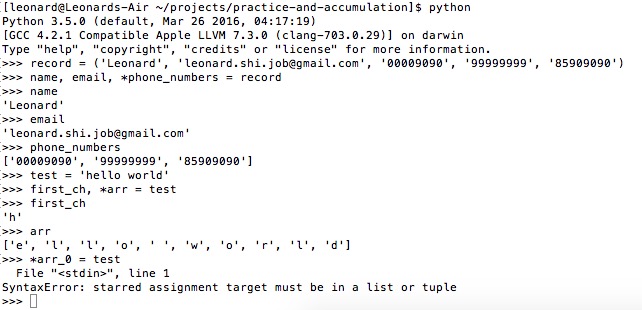 [leonard@Leonards-Air ~/projects/practice-and-accumulation]$ python
Python 3.5.0 (default, Mar 26 2016, 04:17:19)
[GCC 4.2.1 Compatible Apple LLVM 7.3.0 (clang-703.0.29)] on darwin
Type "help", "copyright", "credits" or "license" for more information.
>>> record = ('Leonard', 'leonard.shi.job@gmail.com', '00009090', '99999999', '85909090')
>>> name, email, *phone_numbers = record
>>> name
'Leonard'
>>> email
'leonard.shi.job@gmail.com'
>>> phone_numbers
['00009090', '99999999', '85909090']
>>> test = 'hello world'
>>> first_ch, *arr = test
>>> first_ch
'h'
>>> arr
['e', 'l', 'l', 'o', ' ', 'w', 'o', 'r', 'l', 'd']
>>> *arr_0 = test
  File "<stdin>", line 1
SyntaxError: starred assignment target must be in a list or tuple
>>>